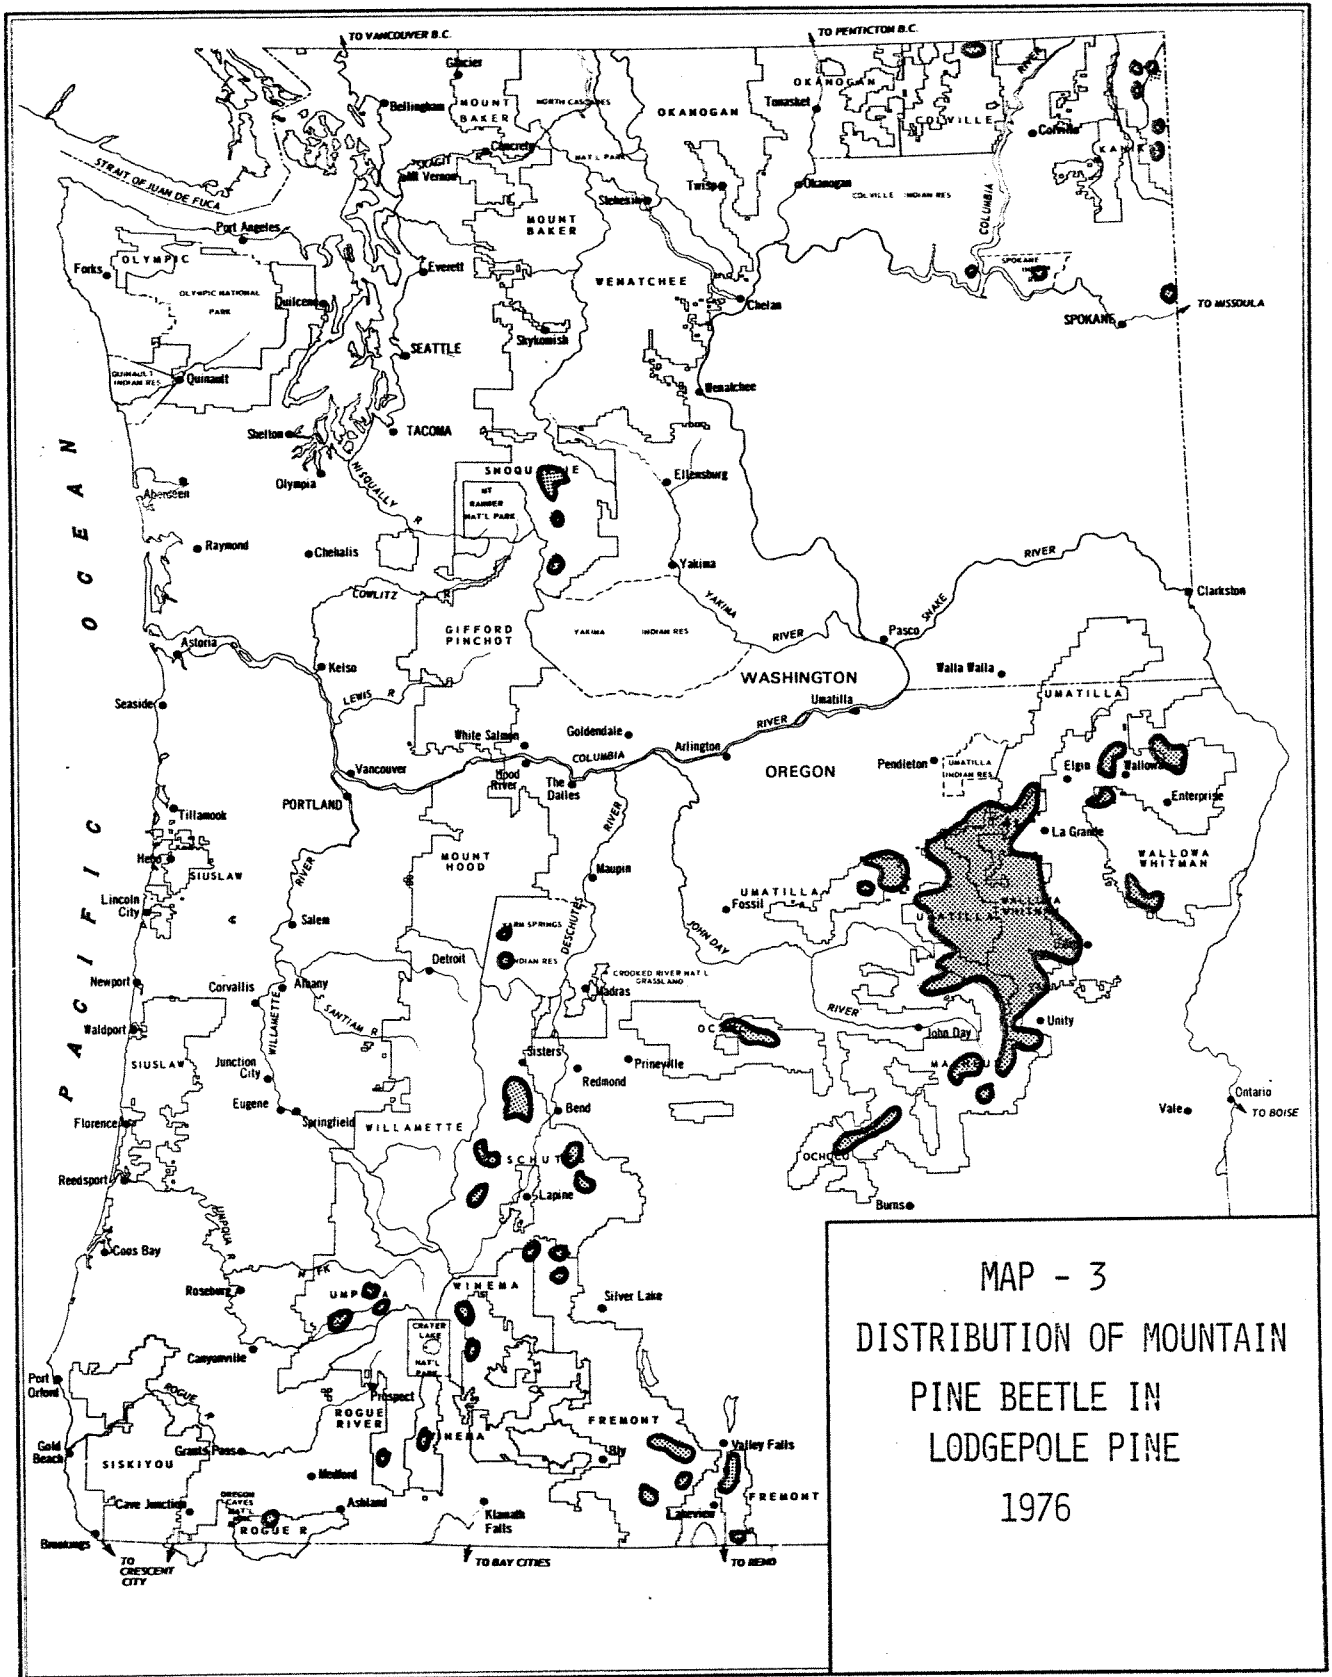 TO VANCOUVER B.C.
TO PENTICTON B.C.
Glacier
Bellingham
MOUNT
BAKER
NORTH CASCADES
NAT'L PARK
OKANOGAN
OKANOGAN
Tonasket
COLVILLE
RIVER
Colville
STRAIT OF JUAN DE FUCA
SKAGIT R
Concrete
Mt Vernon
Twisp
Okanogan
COLVILLE INDIAN RES
COLUMBIA
MOUNT
BAKER
Port Angeles
OLYMPIC
Forks
OLYMPIC NATIONAL
PARK
Quilcene
Everett
WENATCHEE
Chelan
SPOKANE
SPOKANE
TO MISSOULA
Skykomish
SEATTLE
QUINAULT
INDIAN RES
Quinault
Wenatchee
Shelton
TACOMA
Olympia
NISQUALLY R
MT
RAINIER
NAT'L PARK
Ellensburg
Aberdeen
Raymond
Chehalis
Yakima
RIVER
Clarkston
COWLITZ R
GIFFORD
PINCHOT
YAKIMA INDIAN RES
YAKIMA
RIVER
SNAKE
Pasco
Astoria
Kelso
WASHINGTON
Walla Walla
LEWIS R
Umatilla
UMATILLA
Seaside
White Salmon
Goldendale
RIVER
COLUMBIA
Arlington
Vancouver
Hood
River
The
Dalles
OREGON
Pendleton
UMATILLA
INDIAN RES
Elgin
Wallowa
Enterprise
PORTLAND
RIVER
Tillamook
La Grande
Hebo
SIUSLAW
RIVER
MOUNT
HOOD
Maupin
WALLOWA
WHITMAN
Lincoln
City
Salem
UMATILLA
Fossil
UMATILLA
WARM SPRINGS
INDIAN RES
DESCHUTES
JOHN DAY
Detroit
Newport
Corvallis
Albany
CROOKED RIVER NAT'L
GRASSLAND
Madras
Waldport
S SANTIAM R
WILLAMETTE
RIVER
John Day
Unity
SIUSLAW
Junction
City
Sisters
Prineville
Redmond
Eugene
Springfield
Bend
Ontario
Vale
TO BOISE
Florence
WILLAMETTE
OCHOCO
Reedsport
Lapine
Burns
UMPQUA R
Coos Bay
N FK
Roseburg
WINEMA
Silver Lake
CRATER
LAKE
NAT'L
PARK
Canyonville
Port
Orford
ROGUE R
Prospect
ROGUE
RIVER
FREMONT
Gold
Beach
Grants Pass
Bly
Valley Falls
SISKIYOU
Medford
Cave Junction
OREGON
CAVES
NAT'L
Ashland
Klamath
Falls
Lakeview
FREMONT
ROGUE R
Brookings
TO
CRESCENT
CITY
TO BAY CITIES
TO RENO
PACIFIC OCEAN
MAP - 3
DISTRIBUTION OF MOUNTAIN
PINE BEETLE IN
LODGEPOLE PINE
1976